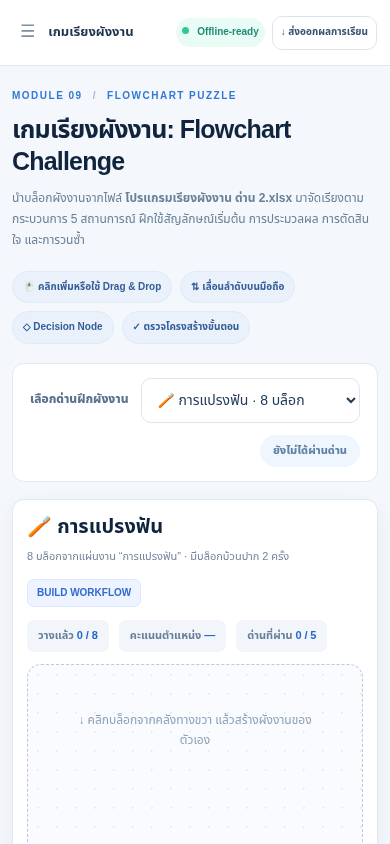 ☰ เกมเรียงผังงาน Offline-ready ↓ ส่งออกผลการเรียน
MODULE 09 / FLOWCHART PUZZLE
เกมเรียงผังงาน: Flowchart
Challenge
นำบล็อกผังงานจากไฟล์ โปรแกรมเรียงผังงาน ด่าน 2.xlsx มาจัดเรียงตาม
กระบวนการ 5 สถานการณ์ ฝึกใช้สัญลักษณ์เริ่มต้น การประมวลผล การตัดสิน
ใจ และการวนซ้ำ
🖱️ คลิกเพิ่มหรือใช้ Drag & Drop ⇅ เลื่อนลำดับบนมือถือ
◇ Decision Node ✓ ตรวจโครงสร้างขั้นตอน
เลือกด่านฝึกผังงาน 🪥 การแปรงฟัน · 8 บล็อก
ยังไม่ได้ผ่านด่าน
🪥 การแปรงฟัน
8 บล็อกจากแผ่นงาน “การแปรงฟัน” · มีบล็อกบ้วนปาก 2 ครั้ง
BUILD WORKFLOW
วางแล้ว 0 / 8 คะแนนตำแหน่ง — ด่านที่ผ่าน 0 / 5
↓ คลิกบล็อกจากคลังทางขวา แล้วสร้างผังงานของ
ตัวเอง